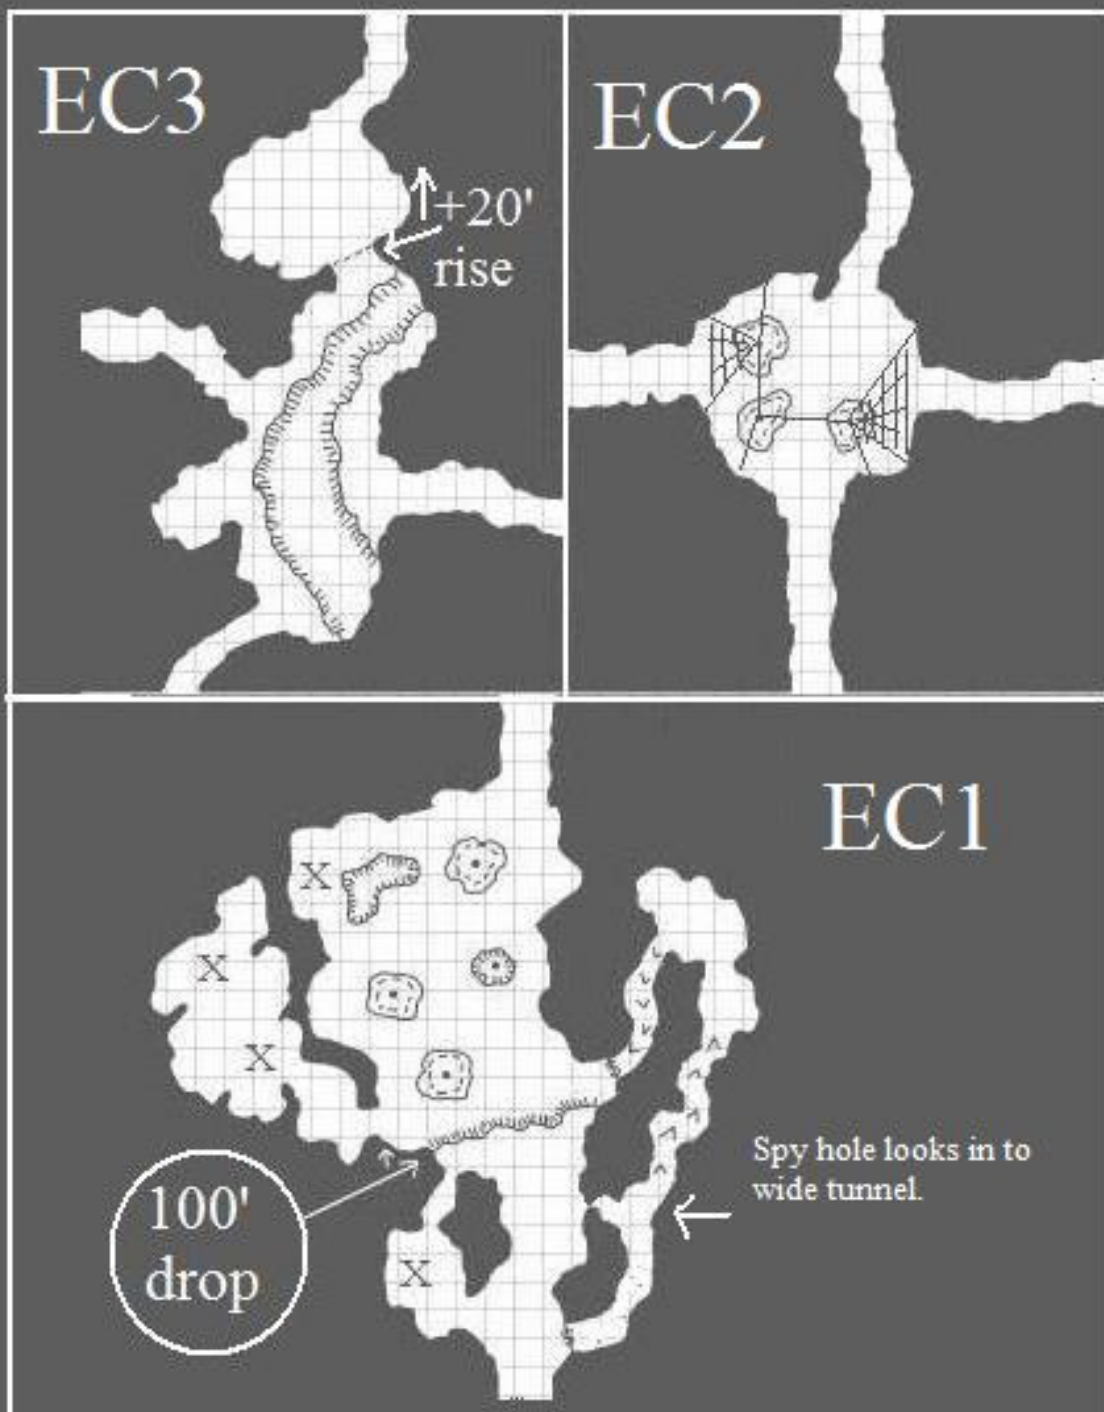 EC3
+20'
rise
EC2
EC1
X
X
X
Spy hole looks in to
wide tunnel.
100'
drop
X